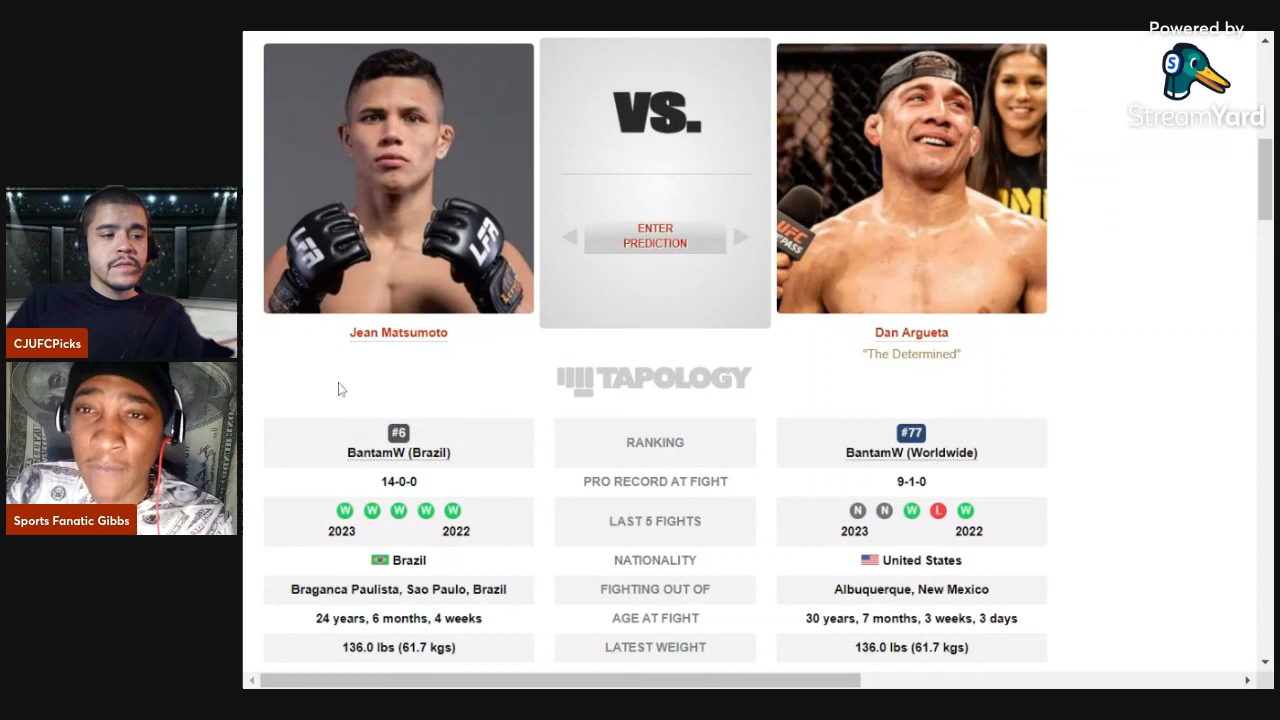 Powered by
StreamYard
VS.
ENTER
PREDICTION
LFA
LFA
UFC
PASS
Jean Matsumoto
Dan Argueta
"The Determined"
TAPOLOGY
#6
BantamW (Brazil)
RANKING
#77
BantamW (Worldwide)
14-0-0
PRO RECORD AT FIGHT
9-1-0
W W W W W
2023 2022
LAST 5 FIGHTS
N N W L W
2023 2022
Brazil
NATIONALITY
United States
Braganca Paulista, Sao Paulo, Brazil
FIGHTING OUT OF
Albuquerque, New Mexico
24 years, 6 months, 4 weeks
AGE AT FIGHT
30 years, 7 months, 3 weeks, 3 days
136.0 lbs (61.7 kgs)
LATEST WEIGHT
136.0 lbs (61.7 kgs)
CJUFCPicks
Sports Fanatic Gibbs